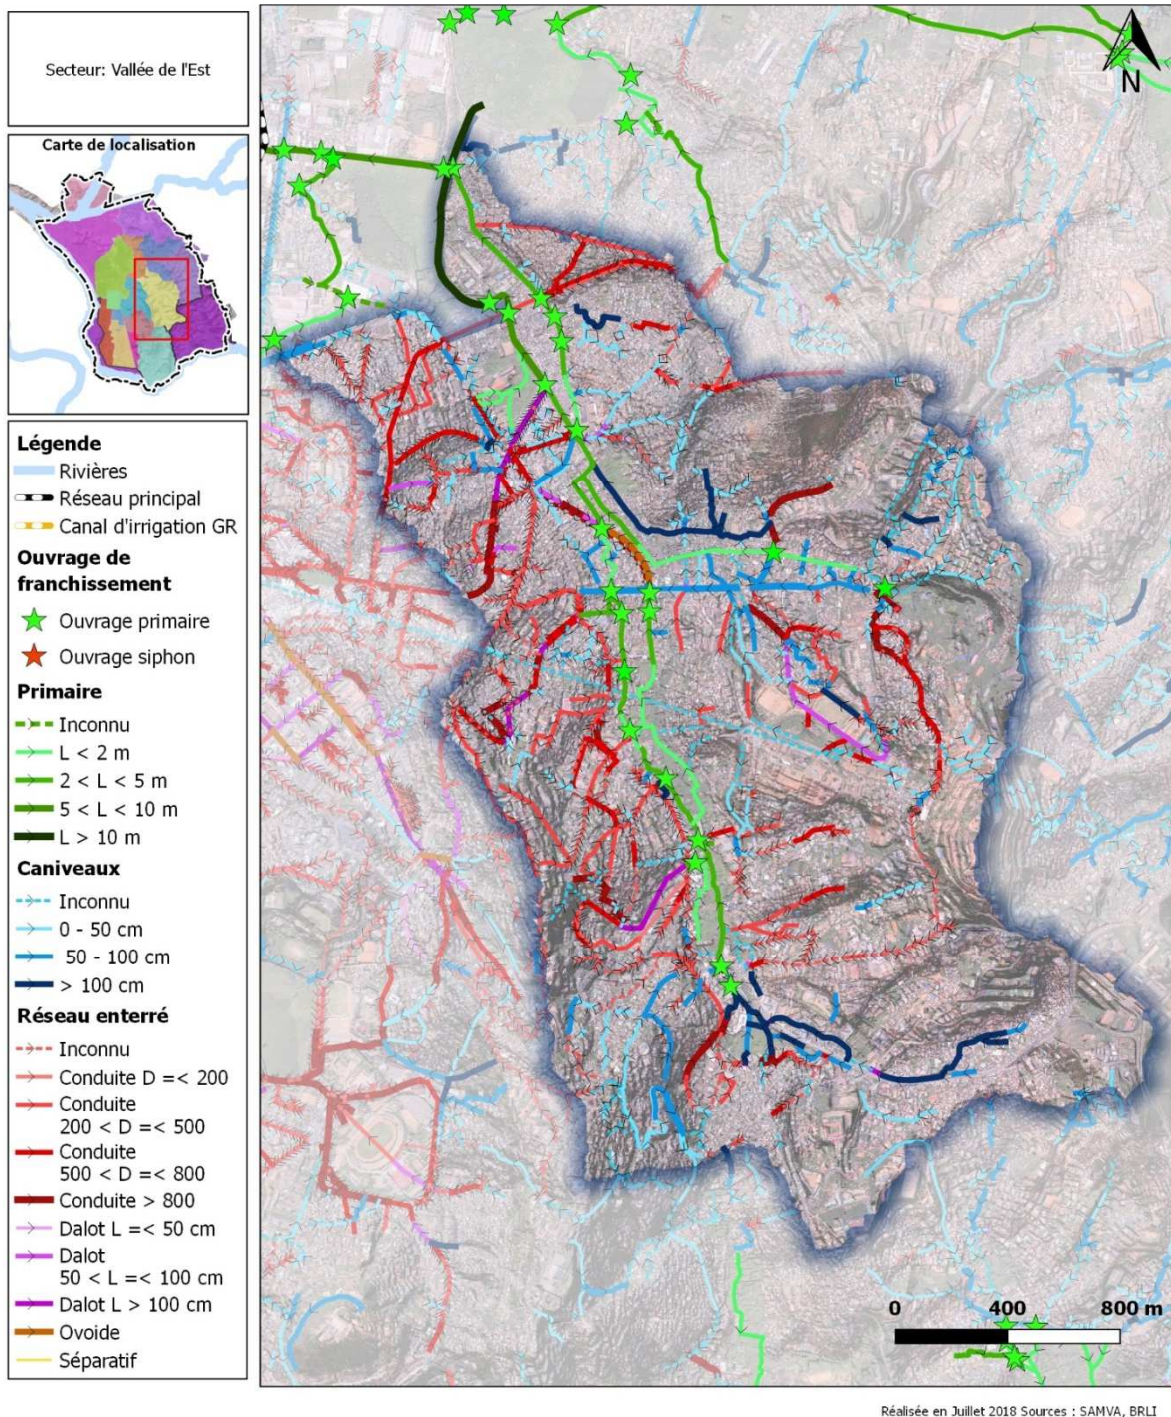 Secteur: Vallée de l'Est
Carte de localisation
Légende
Rivières
Réseau principal
Canal d'irrigation GR
Ouvrage de
franchissement
Ouvrage primaire
Ouvrage siphon
Primaire
Inconnu
L < 2 m
2 < L < 5 m
5 < L < 10 m
L > 10 m
Caniveaux
Inconnu
0 - 50 cm
50 - 100 cm
> 100 cm
Réseau enterré
Inconnu
Conduite D =< 200
Conduite
200 < D =< 500
Conduite
500 < D =< 800
Conduite > 800
Dalot L =< 50 cm
Dalot
50 < L =< 100 cm
Dalot L > 100 cm
Ovoide
Séparatif
N
0 400 800 m
Réalisée en Juillet 2018 Sources : SAMVA, BRLI